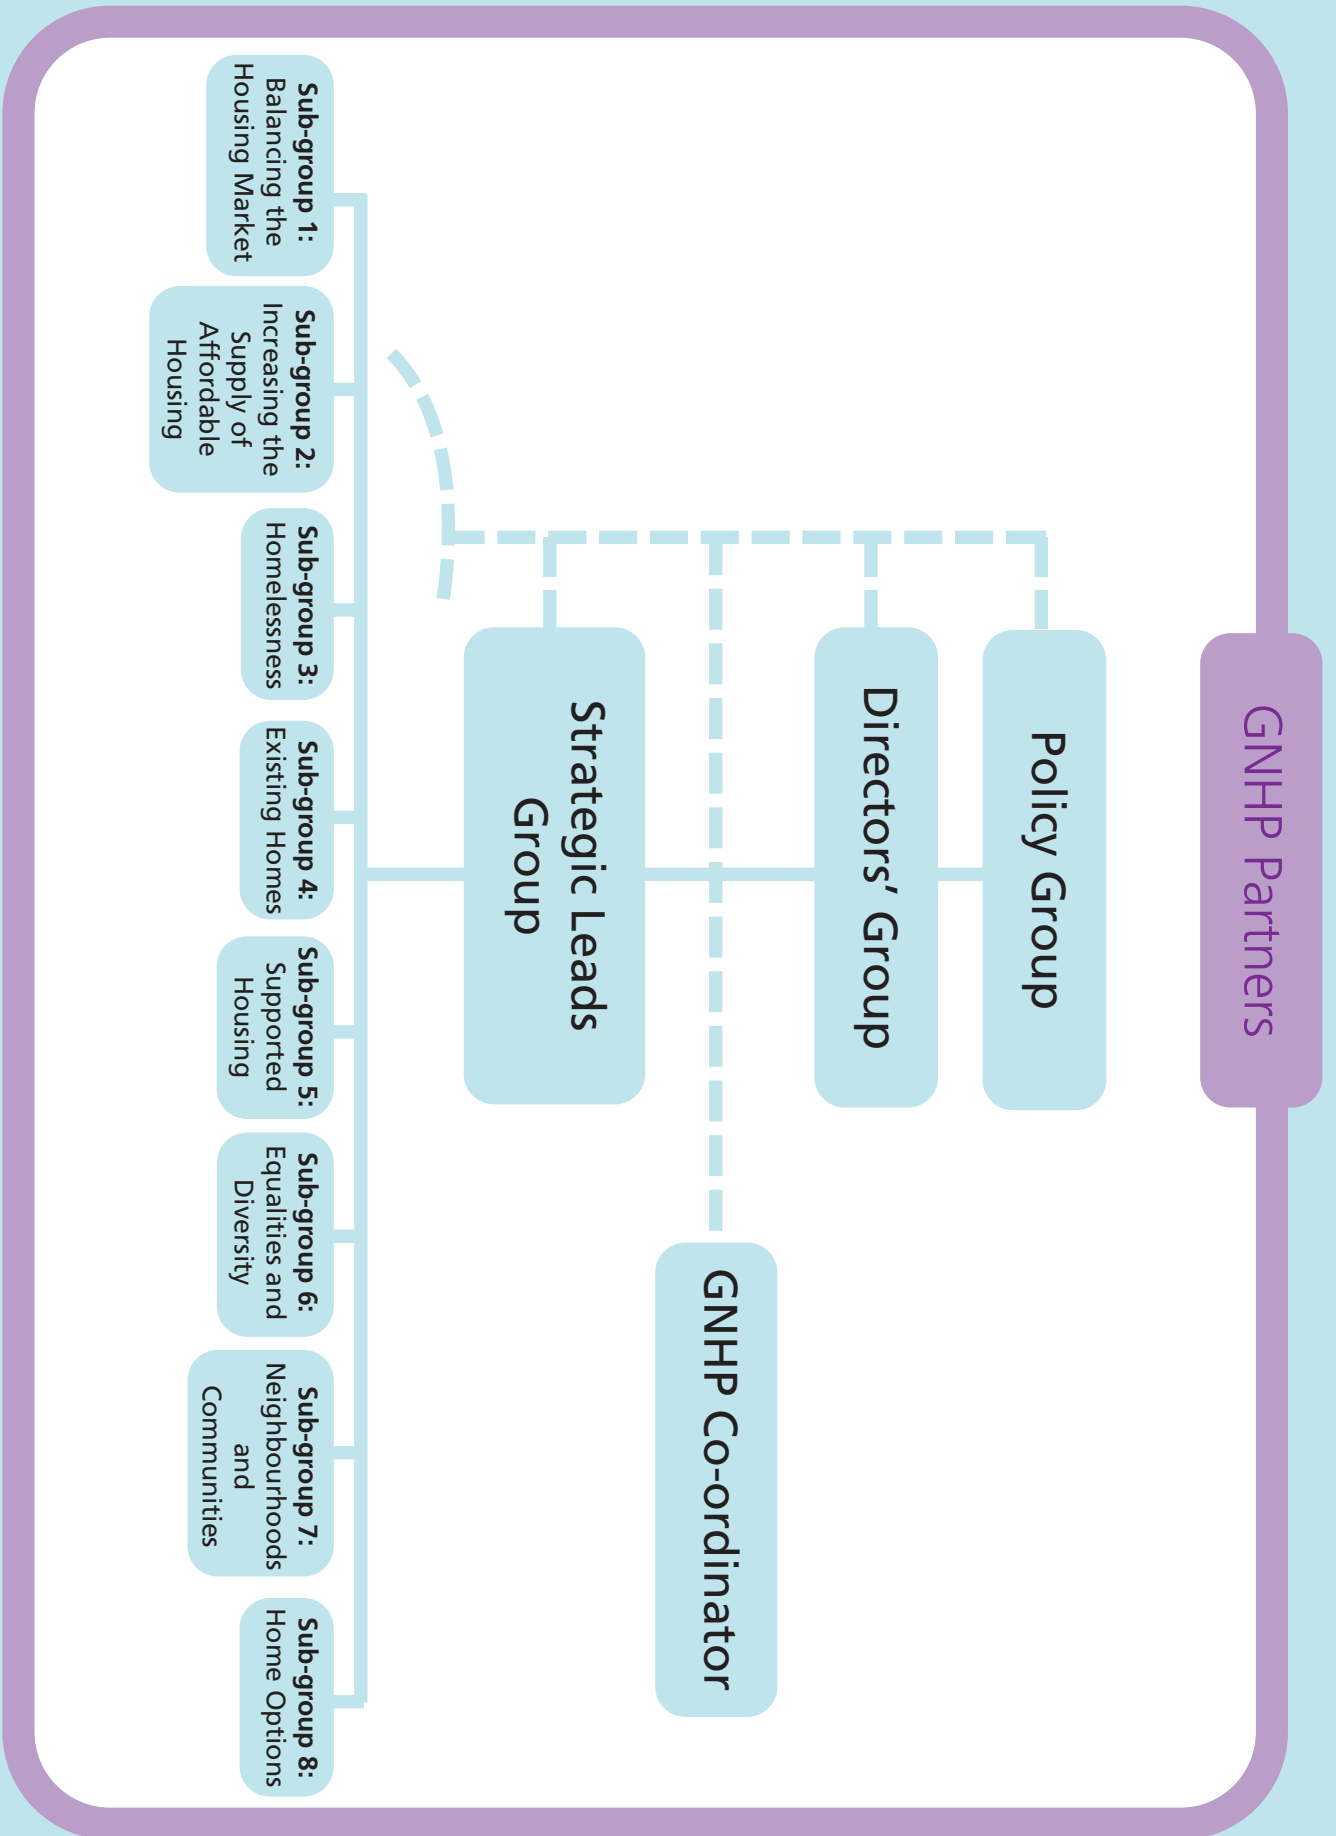 GNHP Partners
Policy Group
Directors’ Group
GNHP Co-ordinator
Strategic Leads
Group
Sub-group 1:
Balancing the
Housing Market
Sub-group 2:
Increasing the
Supply of
Affordable
Housing
Sub-group 3:
Homelessness
Sub-group 4:
Existing Homes
Sub-group 5:
Supported
Housing
Sub-group 6:
Equalities and
Diversity
Sub-group 7:
Neighbourhoods
and
Communities
Sub-group 8:
Home Options